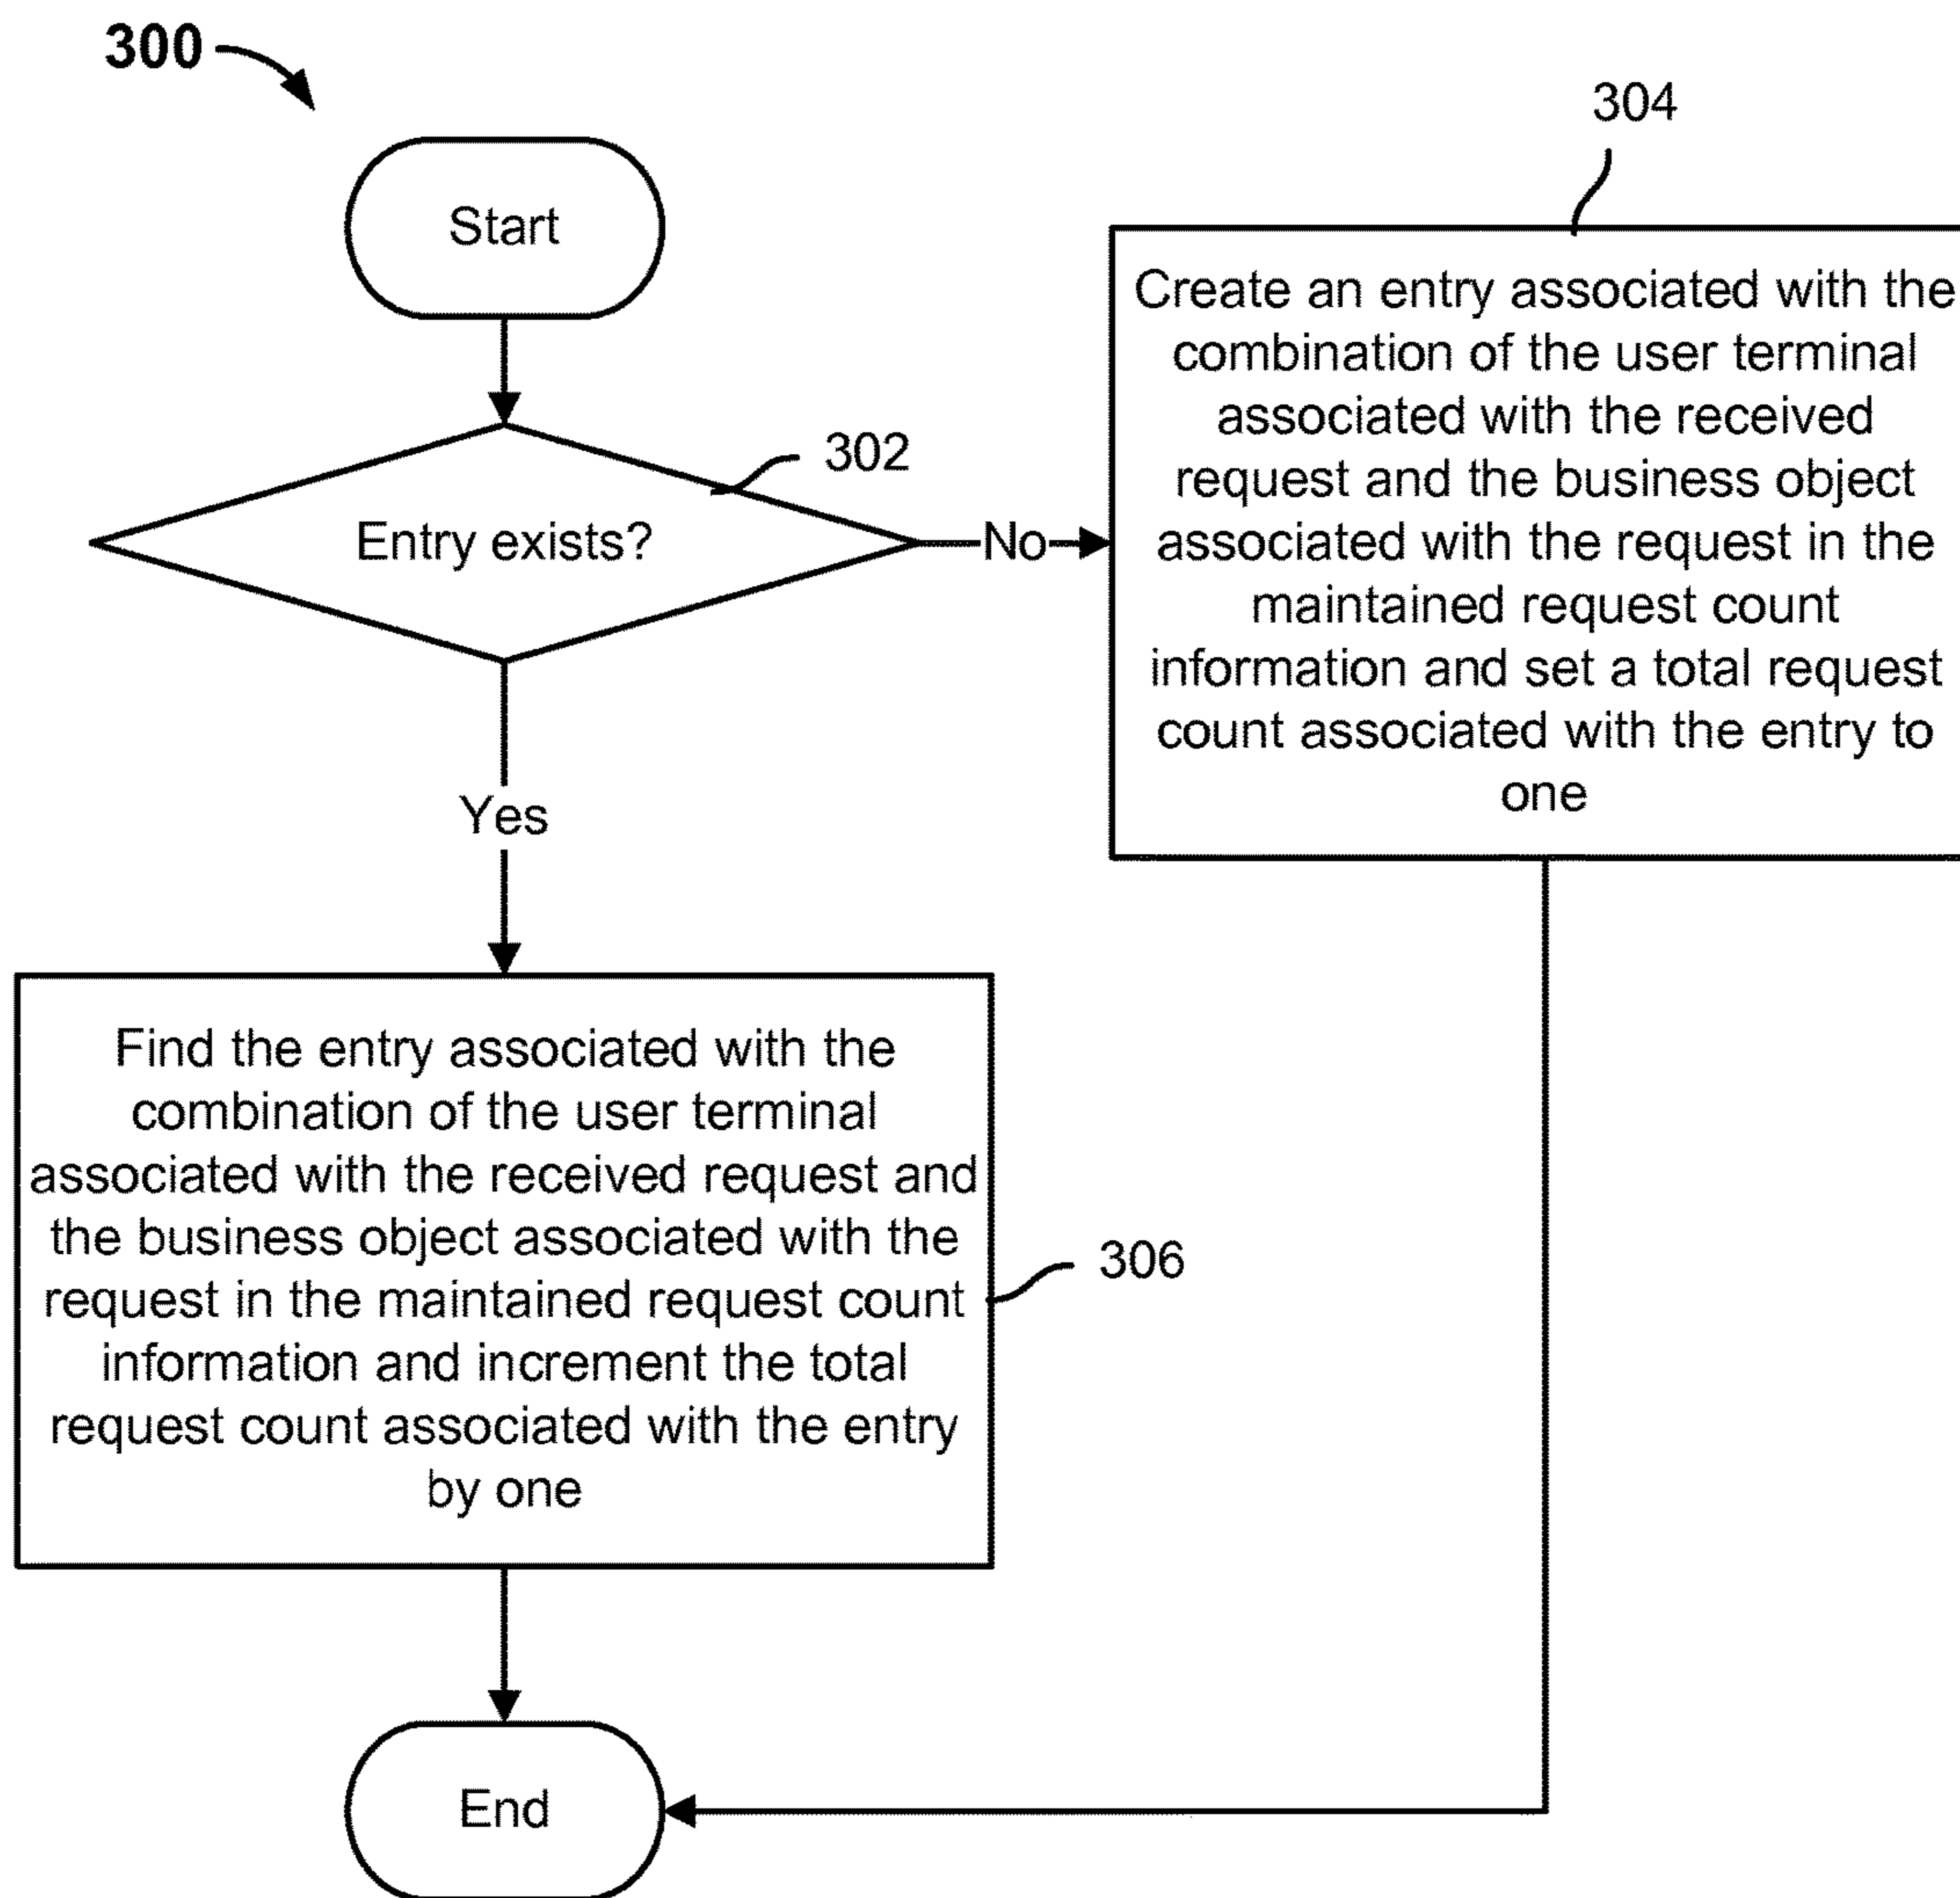 300
Start
302
Entry exists?
No
304
Create an entry associated with the
combination of the user terminal
associated with the received
request and the business object
associated with the request in the
maintained request count
information and set a total request
count associated with the entry to
one
Yes
Find the entry associated with the
combination of the user terminal
associated with the received request and
the business object associated with the
request in the maintained request count
information and increment the total
request count associated with the entry
by one
306
End